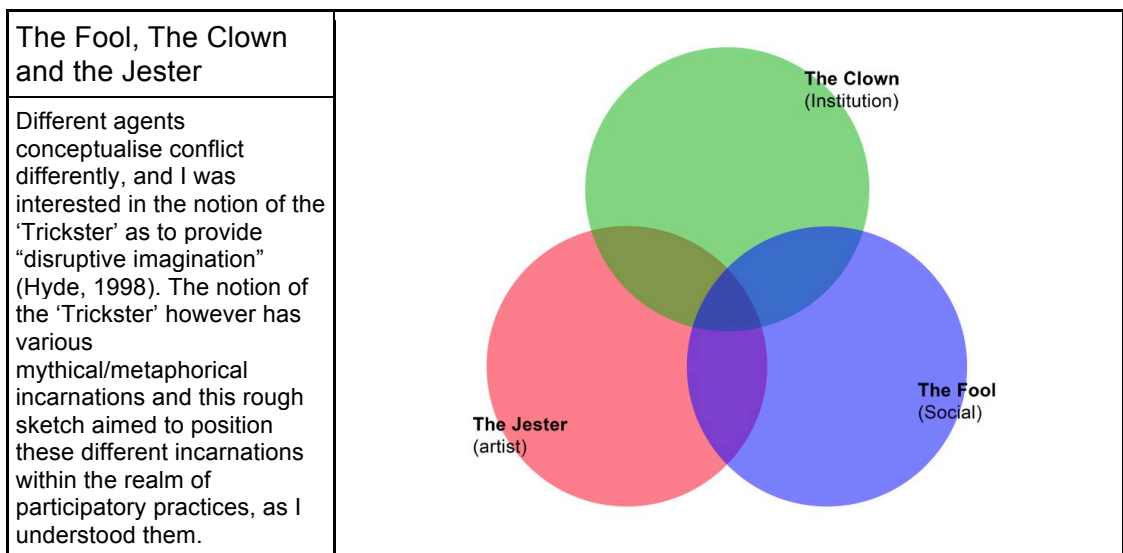 The Fool, The Clown
and the Jester
Different agents
conceptualise conflict
differently, and I was
interested in the notion of the
‘Trickster’ as to provide
“disruptive imagination”
(Hyde, 1998). The notion of
the ‘Trickster’ however has
various
mythical/metaphorical
incarnations and this rough
sketch aimed to position
these different incarnations
within the realm of
participatory practices, as I
understood them.
The Clown
(Institution)
The Jester
(artist)
The Fool
(Social)